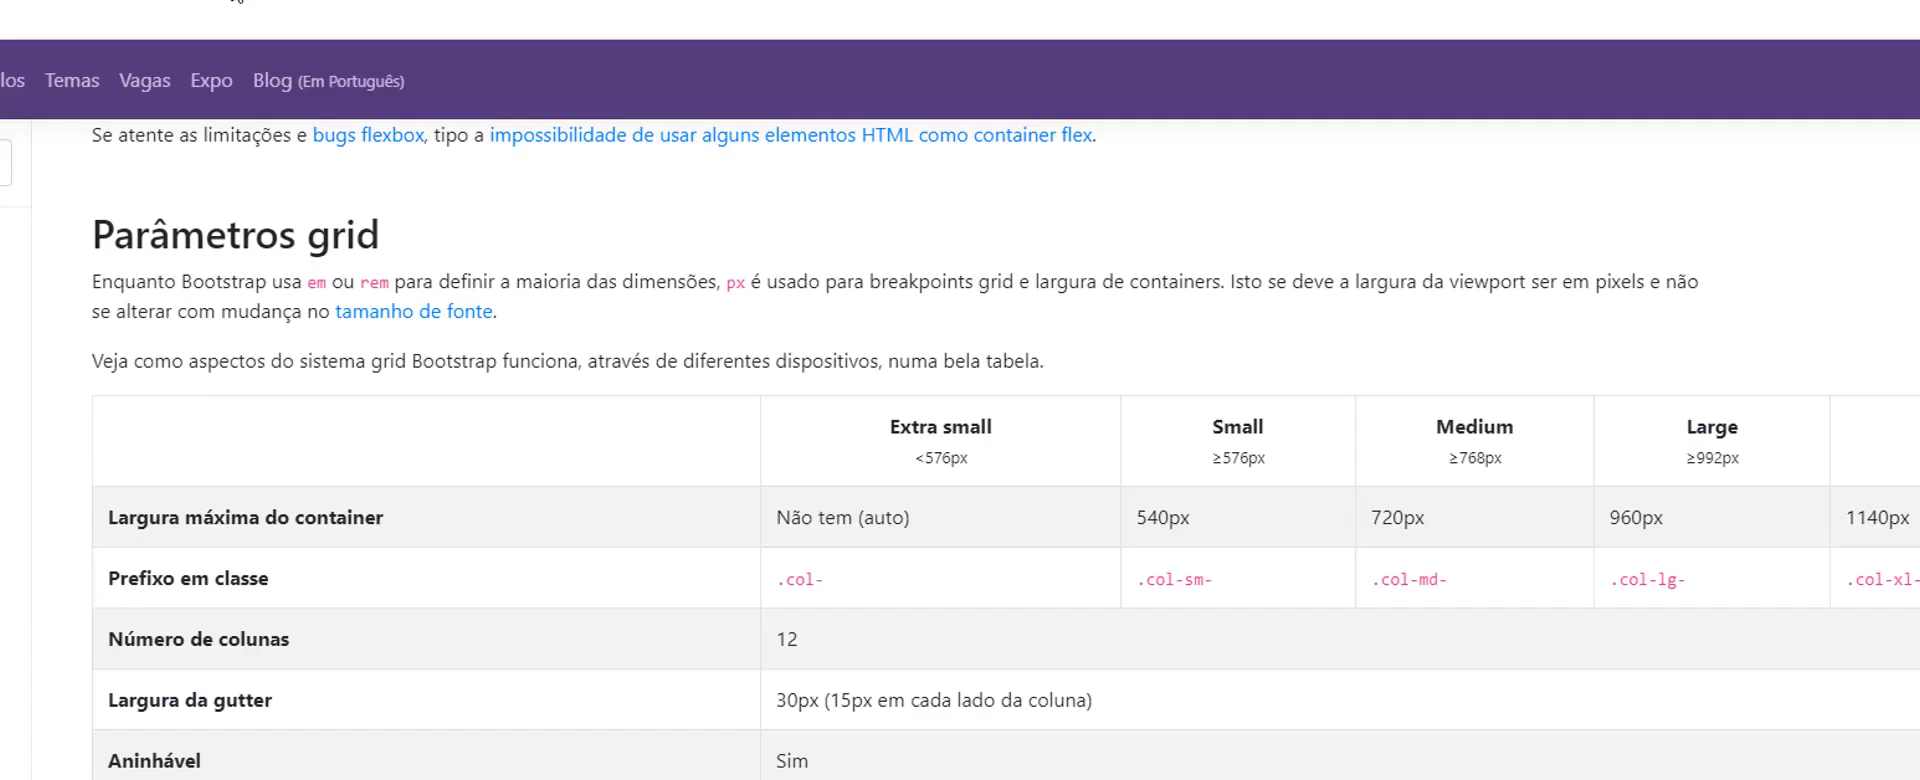 los Temas Vagas Expo Blog (Em Português)
Se atente as limitações e bugs flexbox, tipo a impossibilidade de usar alguns elementos HTML como container flex.
Parâmetros grid
Enquanto Bootstrap usa em ou rem para definir a maioria das dimensões, px é usado para breakpoints grid e largura de containers. Isto se deve a largura da viewport ser em pixels e não
se alterar com mudança no tamanho de fonte.
Veja como aspectos do sistema grid Bootstrap funciona, através de diferentes dispositivos, numa bela tabela.
Extra small Small Medium Large
<576px ≥576px ≥768px ≥992px
Largura máxima do container Não tem (auto) 540px 720px 960px 1140px
Prefixo em classe .col- .col-sm- .col-md- .col-lg- .col-xl-
Número de colunas 12
Largura da gutter 30px (15px em cada lado da coluna)
Aninhável Sim